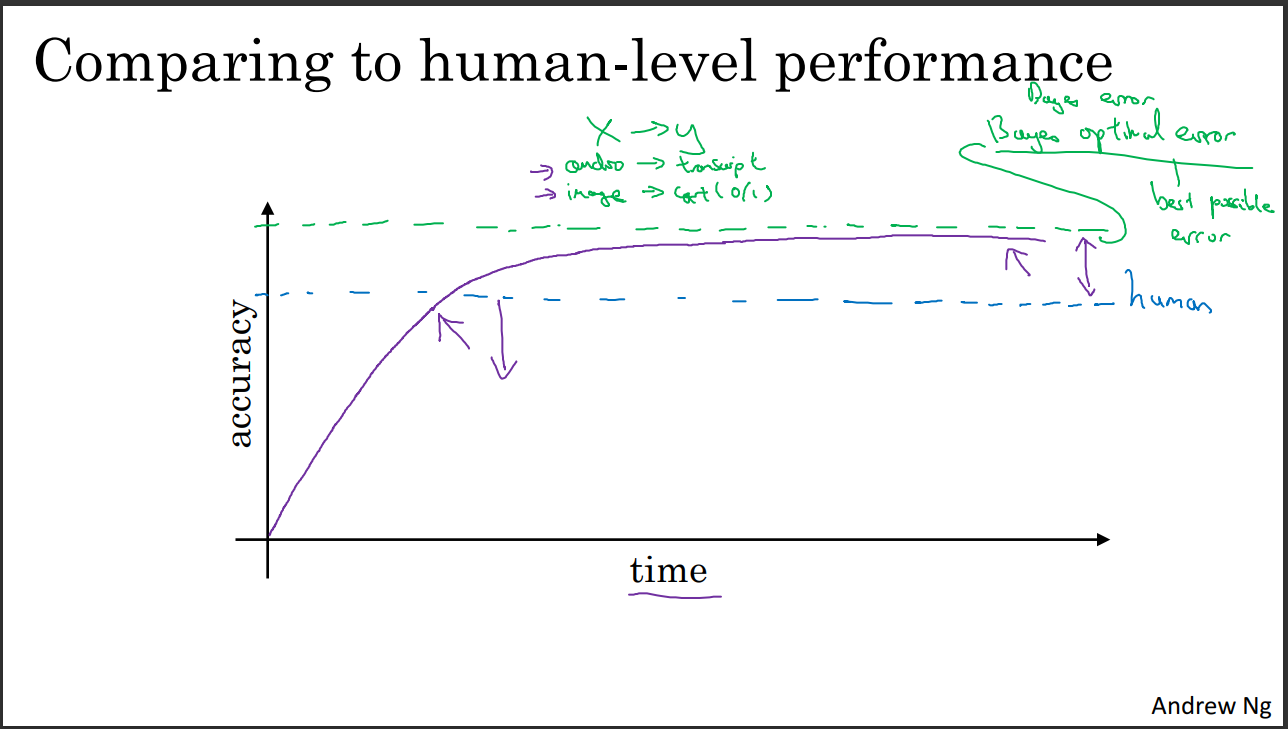 Comparing to human-level performance
Bayes error
Bayes optimal error
best possible
error
X → y
→ audio → transcript
→ image → cat (0/1)
human
accuracy
time
Andrew Ng